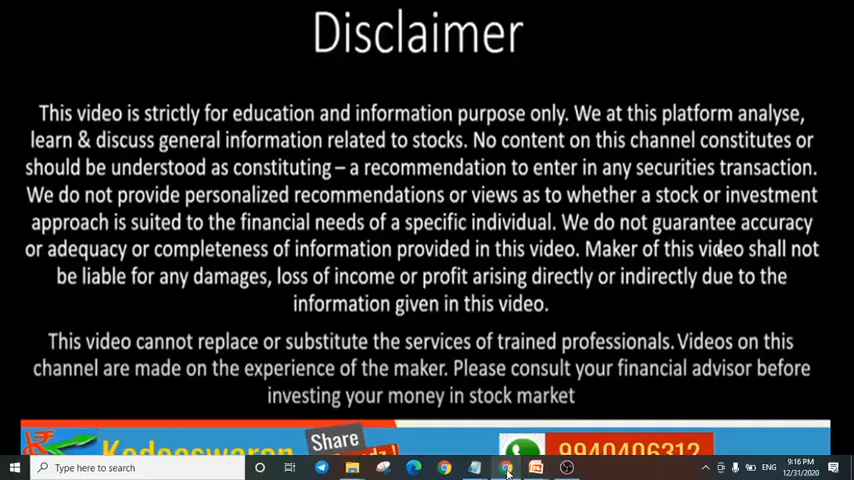 Disclaimer
This video is strictly for education and information purpose only. We at this platform analyse,
learn & discuss general information related to stocks. No content on this channel constitutes or
should be understood as constituting – a recommendation to enter in any securities transaction.
We do not provide personalized recommendations or views as to whether a stock or investment
approach is suited to the financial needs of a specific individual. We do not guarantee accuracy
or adequacy or completeness of information provided in this video. Maker of this video shall not
be liable for any damages, loss of income or profit arising directly or indirectly due to the
information given in this video.
This video cannot replace or substitute the services of trained professionals. Videos on this
channel are made on the experience of the maker. Please consult your financial advisor before
investing your money in stock market
Share
9940406312
Type here to search
ENG
9:16 PM
12/31/2020